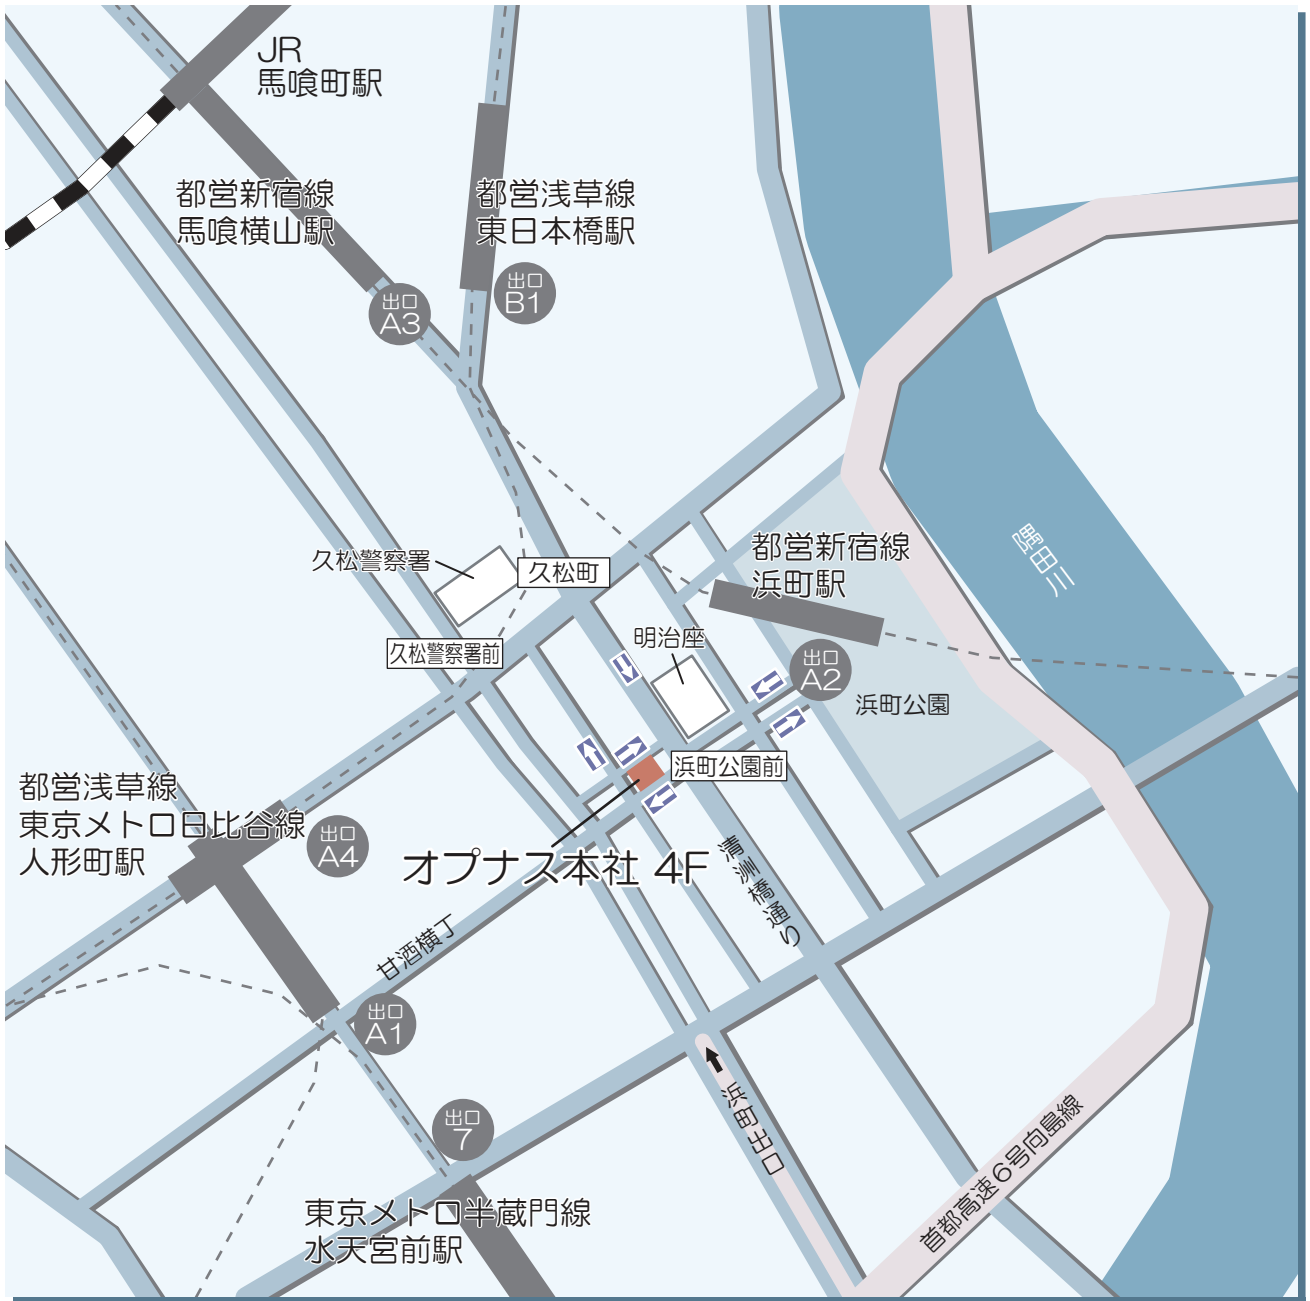 JR
馬喰町駅
都営新宿線
馬喰横山駅
都営浅草線
東日本橋駅
出口
A3
出口
B1
久松警察署
久松町
久松警察署前
都営新宿線
浜町駅
隅田川
明治座
出口
A2
浜町公園
浜町公園前
都営浅草線
東京メトロ日比谷線
人形町駅
出口
A4
オプナス本社 4F
清洲橋通り
甘酒横丁
出口
A1
出口
7
浜町出口
首都高速6号向島線
東京メトロ半蔵門線
水天宮前駅